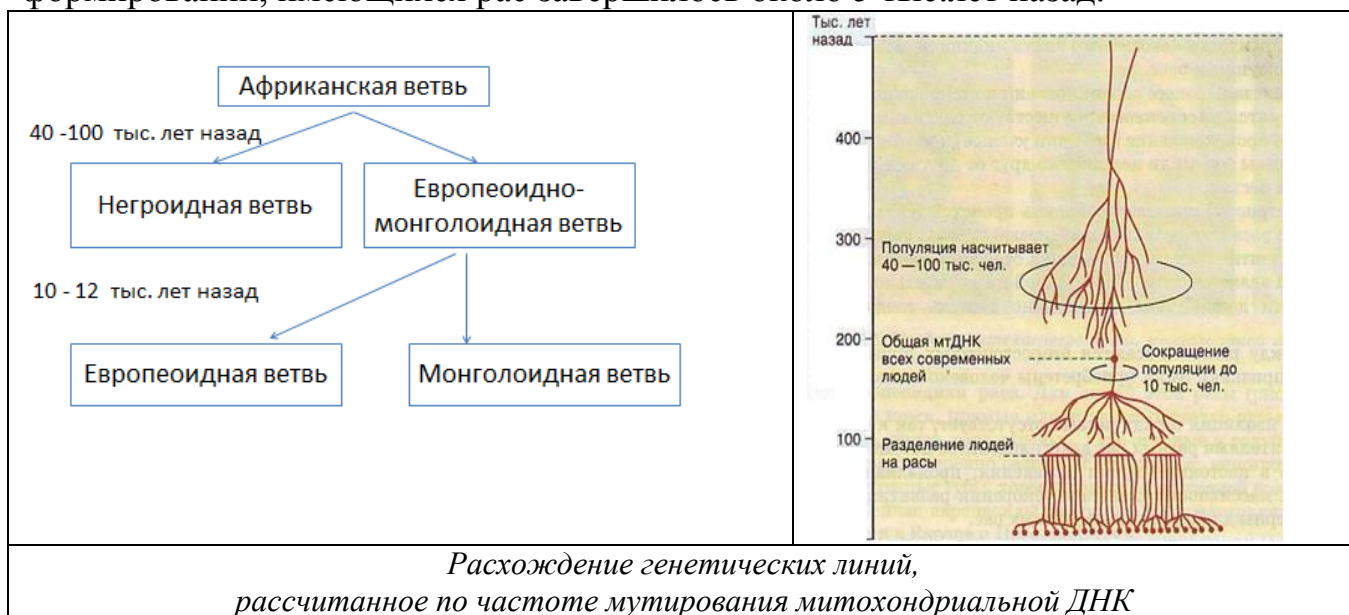 формировании, имеющихся рас завершилось около 5 тыс.лет назад.
Африканская ветвь
40 -100 тыс. лет назад
Негроидная ветвь
Европеоидно-
монголоидная ветвь
10 - 12 тыс. лет назад
Европеоидная ветвь
Монголоидная ветвь
Тыс. лет
назад
400
300
Популяция насчитывает
40—100 тыс. чел.
200
Общая мтДНК
всех современных
людей
Сокращение
популяции до
10 тыс. чел.
100
Разделение людей
на расы
Расхождение генетических линий,
рассчитанное по частоте мутирования митохондриальной ДНК